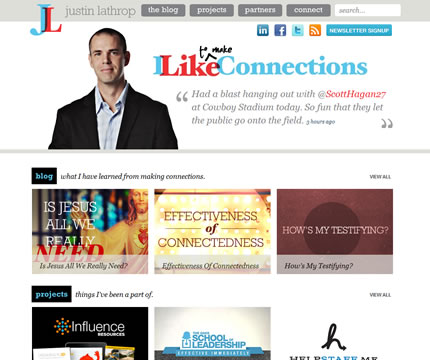 JL
justin lathrop
the blog
projects
partners
connect
search...
in
f
NEWSLETTER SIGNUP
to make
I Like Connections
Had a blast hanging out with @ScottHagan27
at Cowboy Stadium today. So fun that they let
the public go onto the field. 3 hours ago
blog
what I have learned from making connections.
VIEW ALL
IS JESUS
ALL WE
REALLY
NEED
Is Jesus All We Really Need?
EFFECTIVENESS
of
CONNECTEDNESS
Effectiveness Of Connectedness
HOW'S MY TESTIFYING?
How's My Testifying?
projects
things I've been a part of.
VIEW ALL
Influence
RESOURCES
SCHOOL of
LEADERSHIP
EFFECTIVE IMMEDIATELY
h
HELPSTAFF.ME